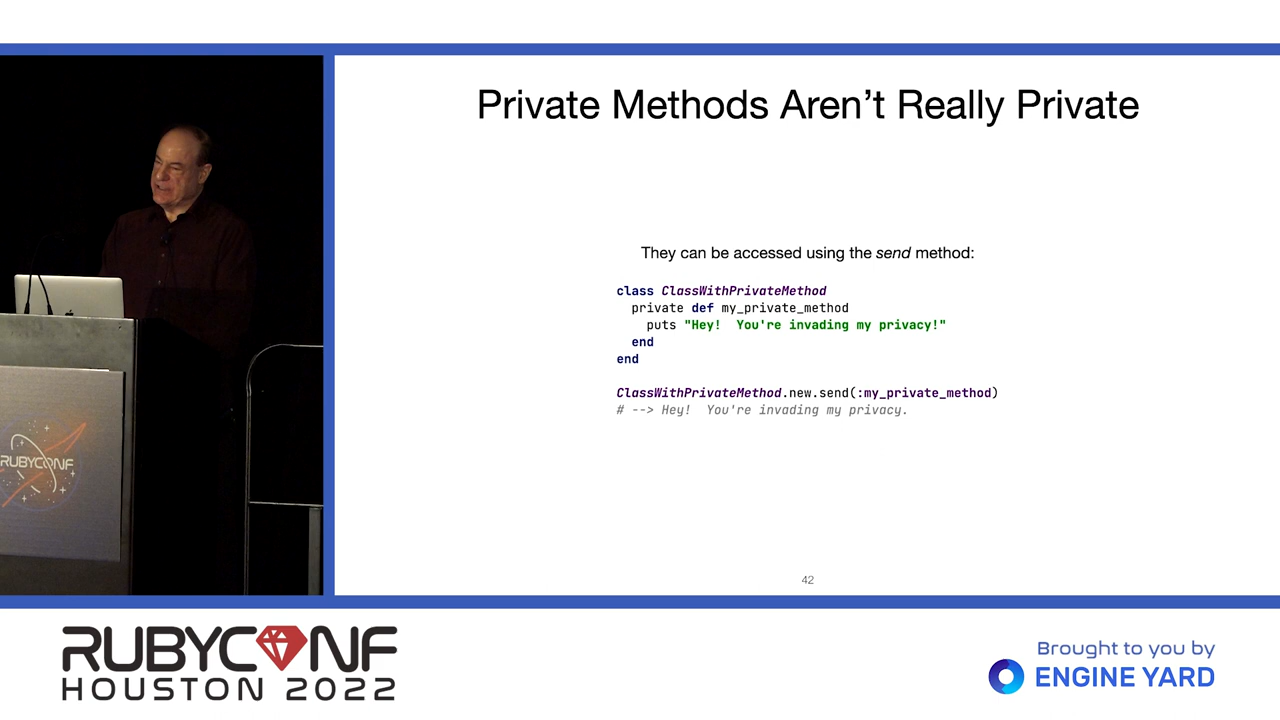 Private Methods Aren’t Really Private
They can be accessed using the send method:
class ClassWithPrivateMethod
  private def my_private_method
    puts "Hey!  You're invading my privacy!"
  end
end

ClassWithPrivateMethod.new.send(:my_private_method)
# --> Hey!  You're invading my privacy.
42
RUBYCONF
RUBYCONF
HOUSTON 2022
Brought to you by
ENGINE YARD